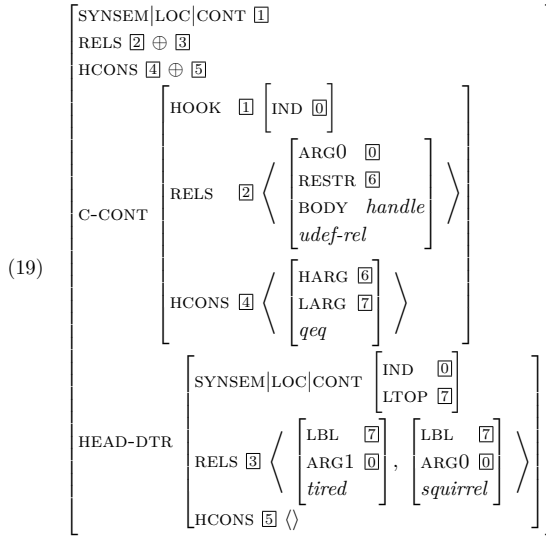 SYNSEM|LOC|CONT 1
RELS 2 ⊕ 3
HCONS 4 ⊕ 5
HOOK 1 [IND 0]
ARG0 0
RESTR 6
RELS 2 ⟨ ⟩
BODY handle
udef-rel
C-CONT
(19)
HARG 6
HCONS 4 ⟨ LARG 7 ⟩
qeq
IND 0
SYNSEM|LOC|CONT
LTOP 7
HEAD-DTR
LBL 7 LBL 7
RELS 3 ⟨ ARG1 0 , ARG0 0 ⟩
tired squirrel
HCONS 5 ⟨⟩